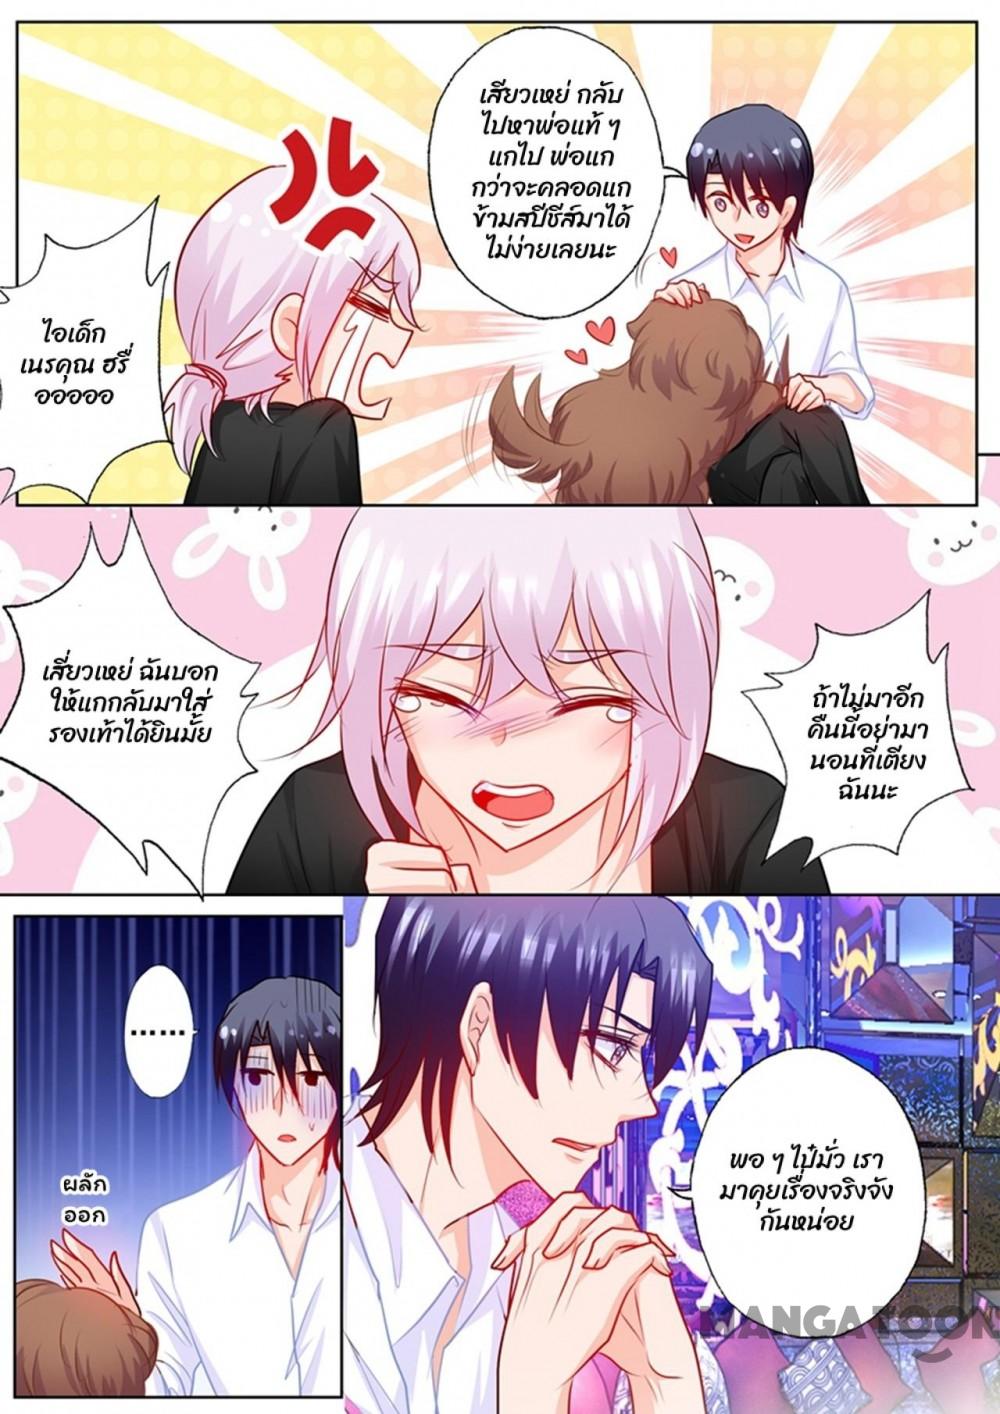 เสียวเหย่ กลับ
ไปหาพ่อแท้ ๆ
แกไป พ่อแก
กว่าจะคลอดแก
ข้ามสปีชีส์มาได้
ไม่ง่ายเลยนะ
ไอเด็ก
เนรคุณ ฮรื่
อออออ
เสี่ยวเหย่ ฉันบอก
ให้แกกลับมาใส่
รองเท้าได้ยินมั้ย
ถ้าไม่มาอีก
คืนนี้อย่ามา
นอนที่เตียง
ฉันนะ
......
ผลัก
ออก
พอ ๆ ไป๋มั่ว เรา
มาคุยเรื่องจริงจัง
กันหน่อย
MANGATOON